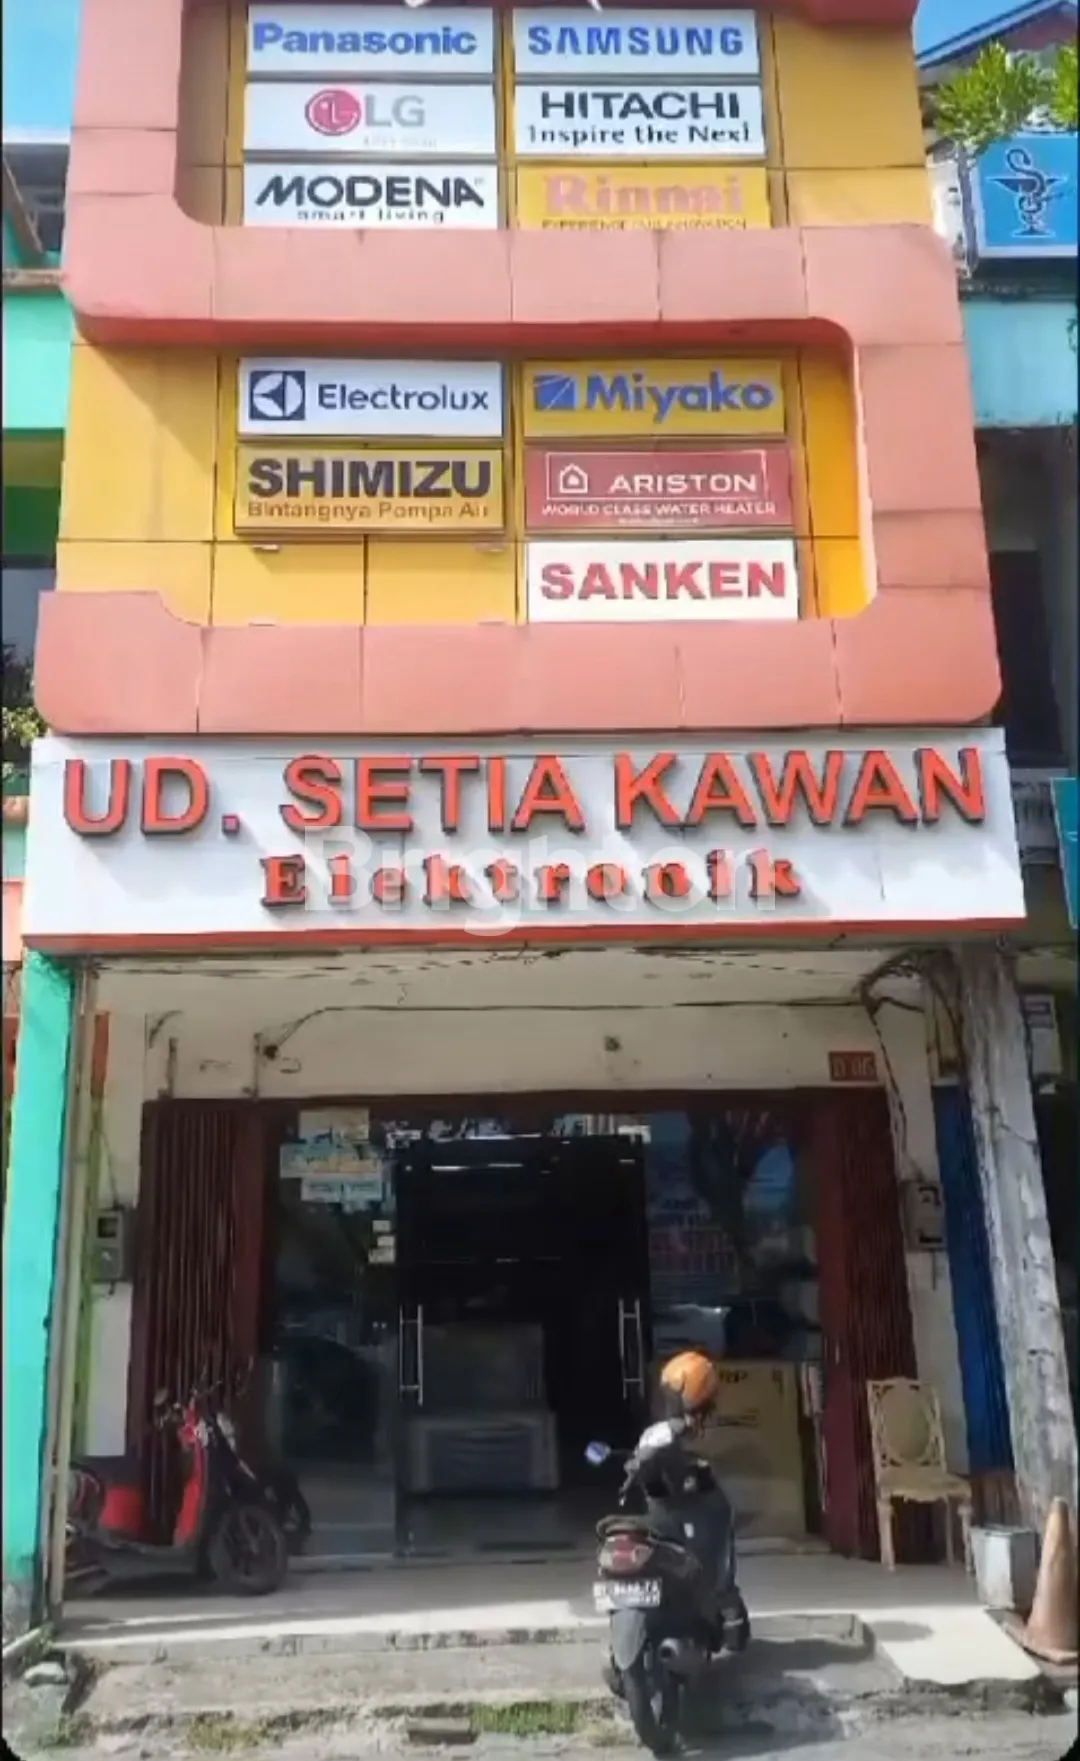 Panasonic
SAMSUNG
LG
HITACHI
Inspire the Next
MODENA
smart living
Rinnai
Electrolux
Miyako
SHIMIZU
Bintangnya Pompa Air
ARISTON
WORLD CLASS WATER HEATER
SANKEN
UD. SETIA KAWAN
Elektronik
Brighton